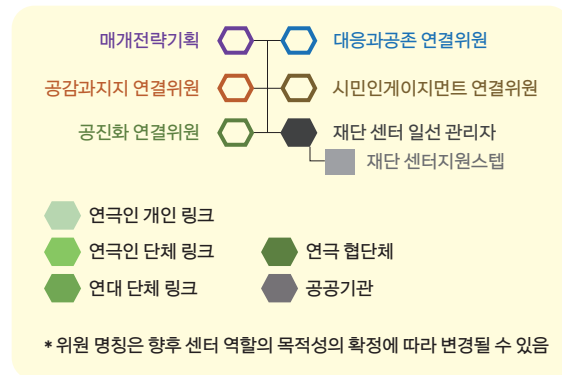 매개전략기획 대응과공존 연결위원
공감과지지 연결위원 시민인게이지먼트 연결위원
공진화 연결위원 재단 센터 일선 관리자
재단 센터지원스텝
연극인 개인 링크
연극인 단체 링크 연극 협단체
연대 단체 링크 공공기관
* 위원 명칭은 향후 센터 역할의 목적성의 확정에 따라 변경될 수 있음